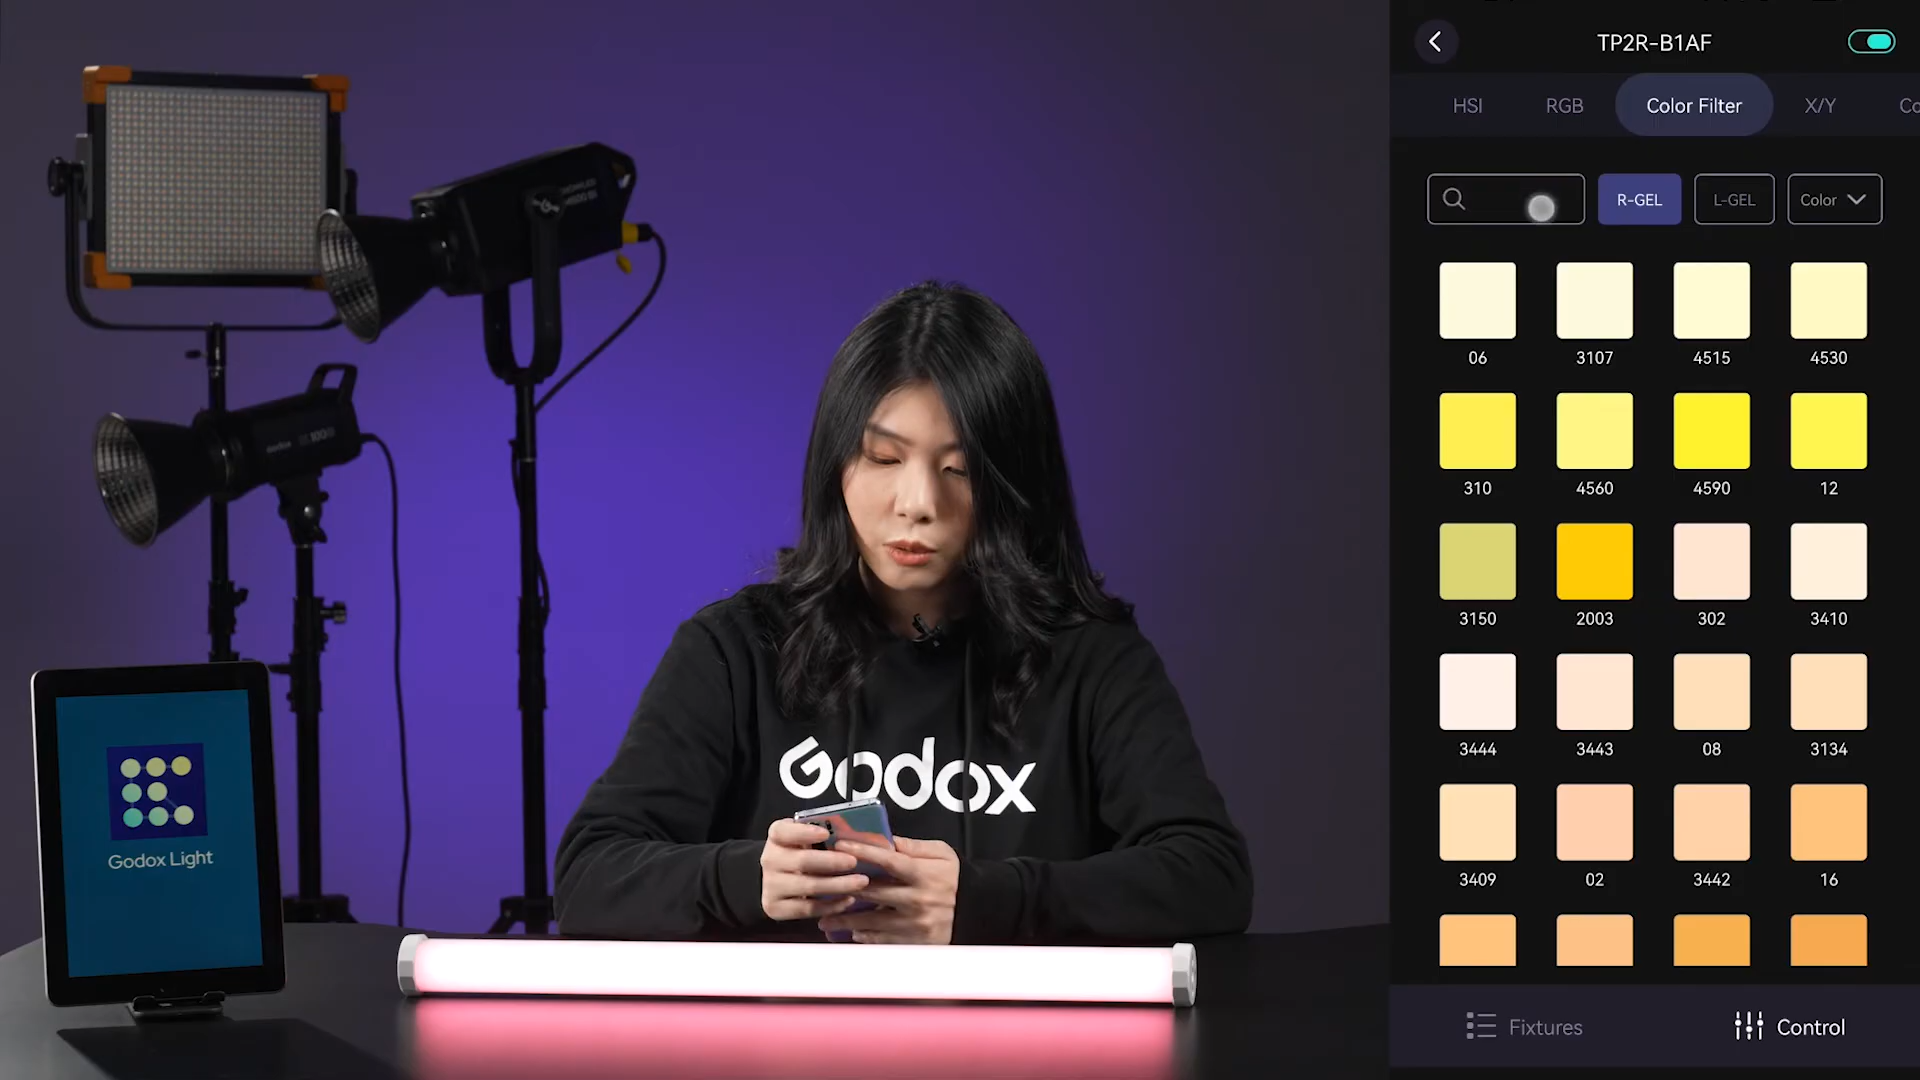 TP2R-B1AF
HSI
RGB
Color Filter
X/Y
R-GEL
L-GEL
Color
06
3107
4515
4530
310
4560
4590
12
3150
2003
302
3410
3444
3443
08
3134
3409
02
3442
16
Fixtures
Control
Godox
Godox Light
Godox